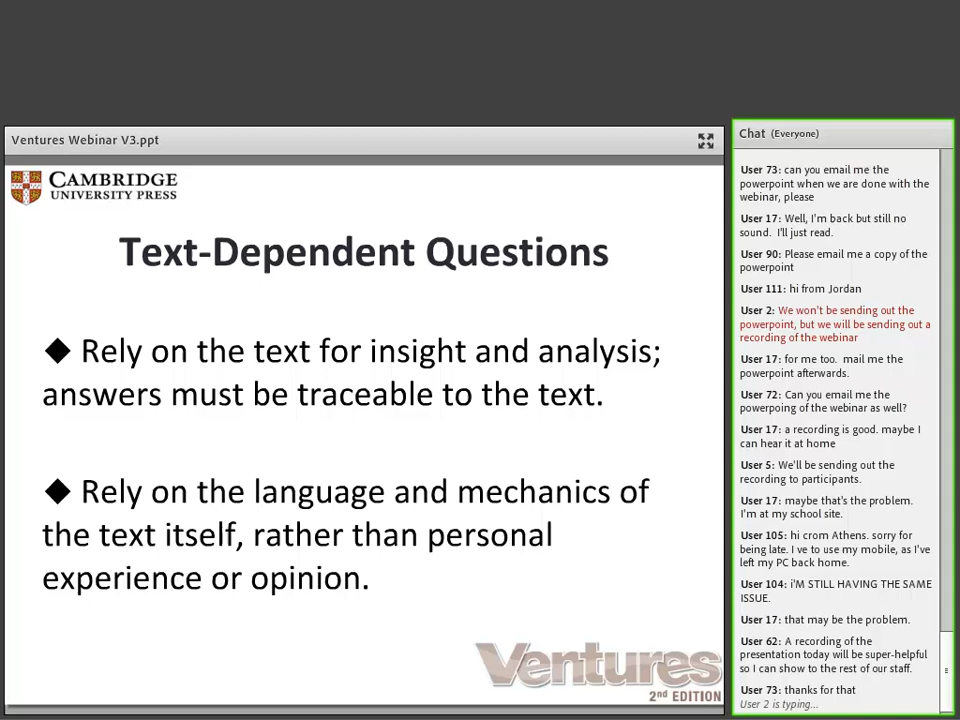 Ventures Webinar V3.ppt
CAMBRIDGE
UNIVERSITY PRESS
Text-Dependent Questions
◆ Rely on the text for insight and analysis;
answers must be traceable to the text.
◆ Rely on the language and mechanics of
the text itself, rather than personal
experience or opinion.
Ventures
2nd EDITION
Chat (Everyone)
User 73: can you email me the
powerpoint when we are done with the
webinar, please
User 17: Well, I'm back but still no
sound. I'll just read.
User 90: Please email me a copy of the
powerpoint
User 111: hi from Jordan
User 2: We won't be sending out the
powerpoint, but we will be sending out a
recording of the webinar
User 17: for me too. mail me the
powerpoint afterwards.
User 72: Can you email me the
powerpoing of the webinar as well?
User 17: a recording is good. maybe I
can hear it at home
User 5: We'll be sending out the
recording to participants.
User 17: maybe that's the problem.
I'm at my school site.
User 105: hi crom Athens. sorry for
being late. I ve to use my mobile, as I've
left my PC back home.
User 104: i'M STILL HAVING THE SAME
ISSUE.
User 17: that may be the problem.
User 62: A recording of the
presentation today will be super-helpful
so I can show to the rest of our staff.
User 73: thanks for that
User 2 is typing...